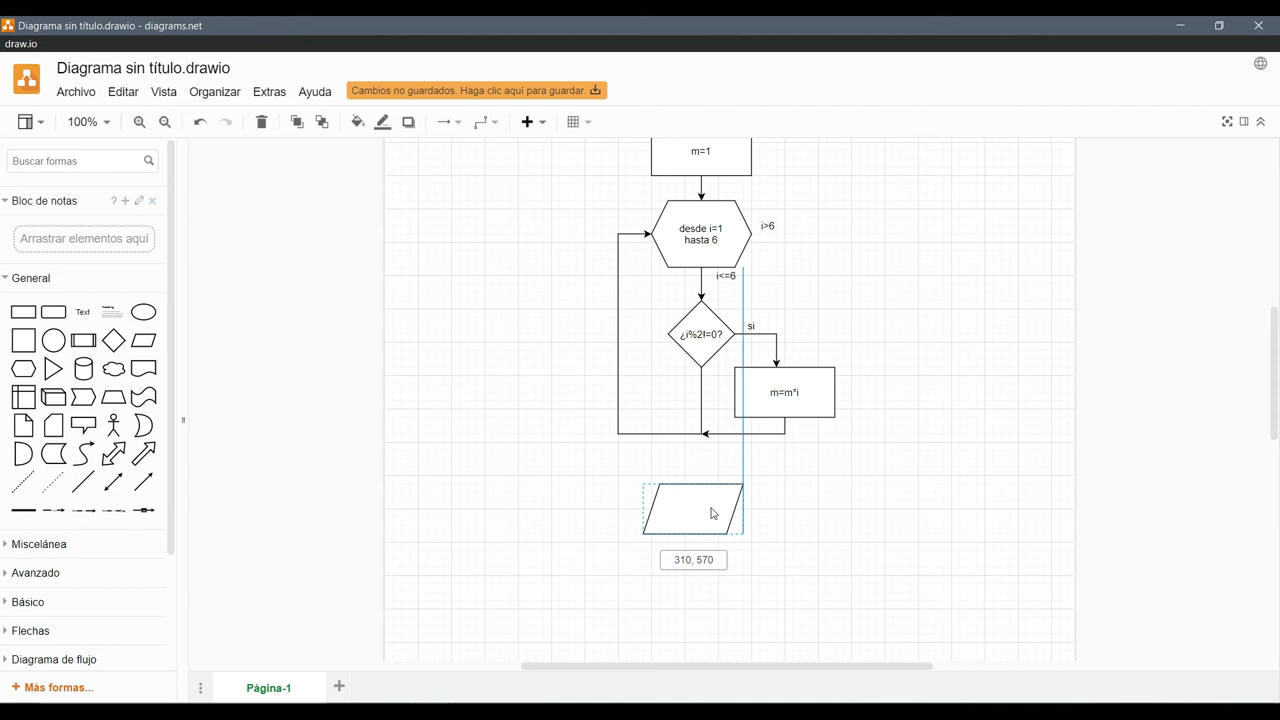 Diagrama sin título.drawio - diagrams.net
draw.io
Diagrama sin título.drawio
Archivo Editar Vista Organizar Extras Ayuda
Cambios no guardados. Haga clic aquí para guardar.
100%
Buscar formas
Bloc de notas
Arrastrar elementos aquí
General
Text
Heading
Miscelánea
Avanzado
Básico
Flechas
Diagrama de flujo
+ Más formas...
m=1
desde i=1
hasta 6
i>6
i<=6
¿i%2!=0?
si
m=m*i
310, 570
Página-1